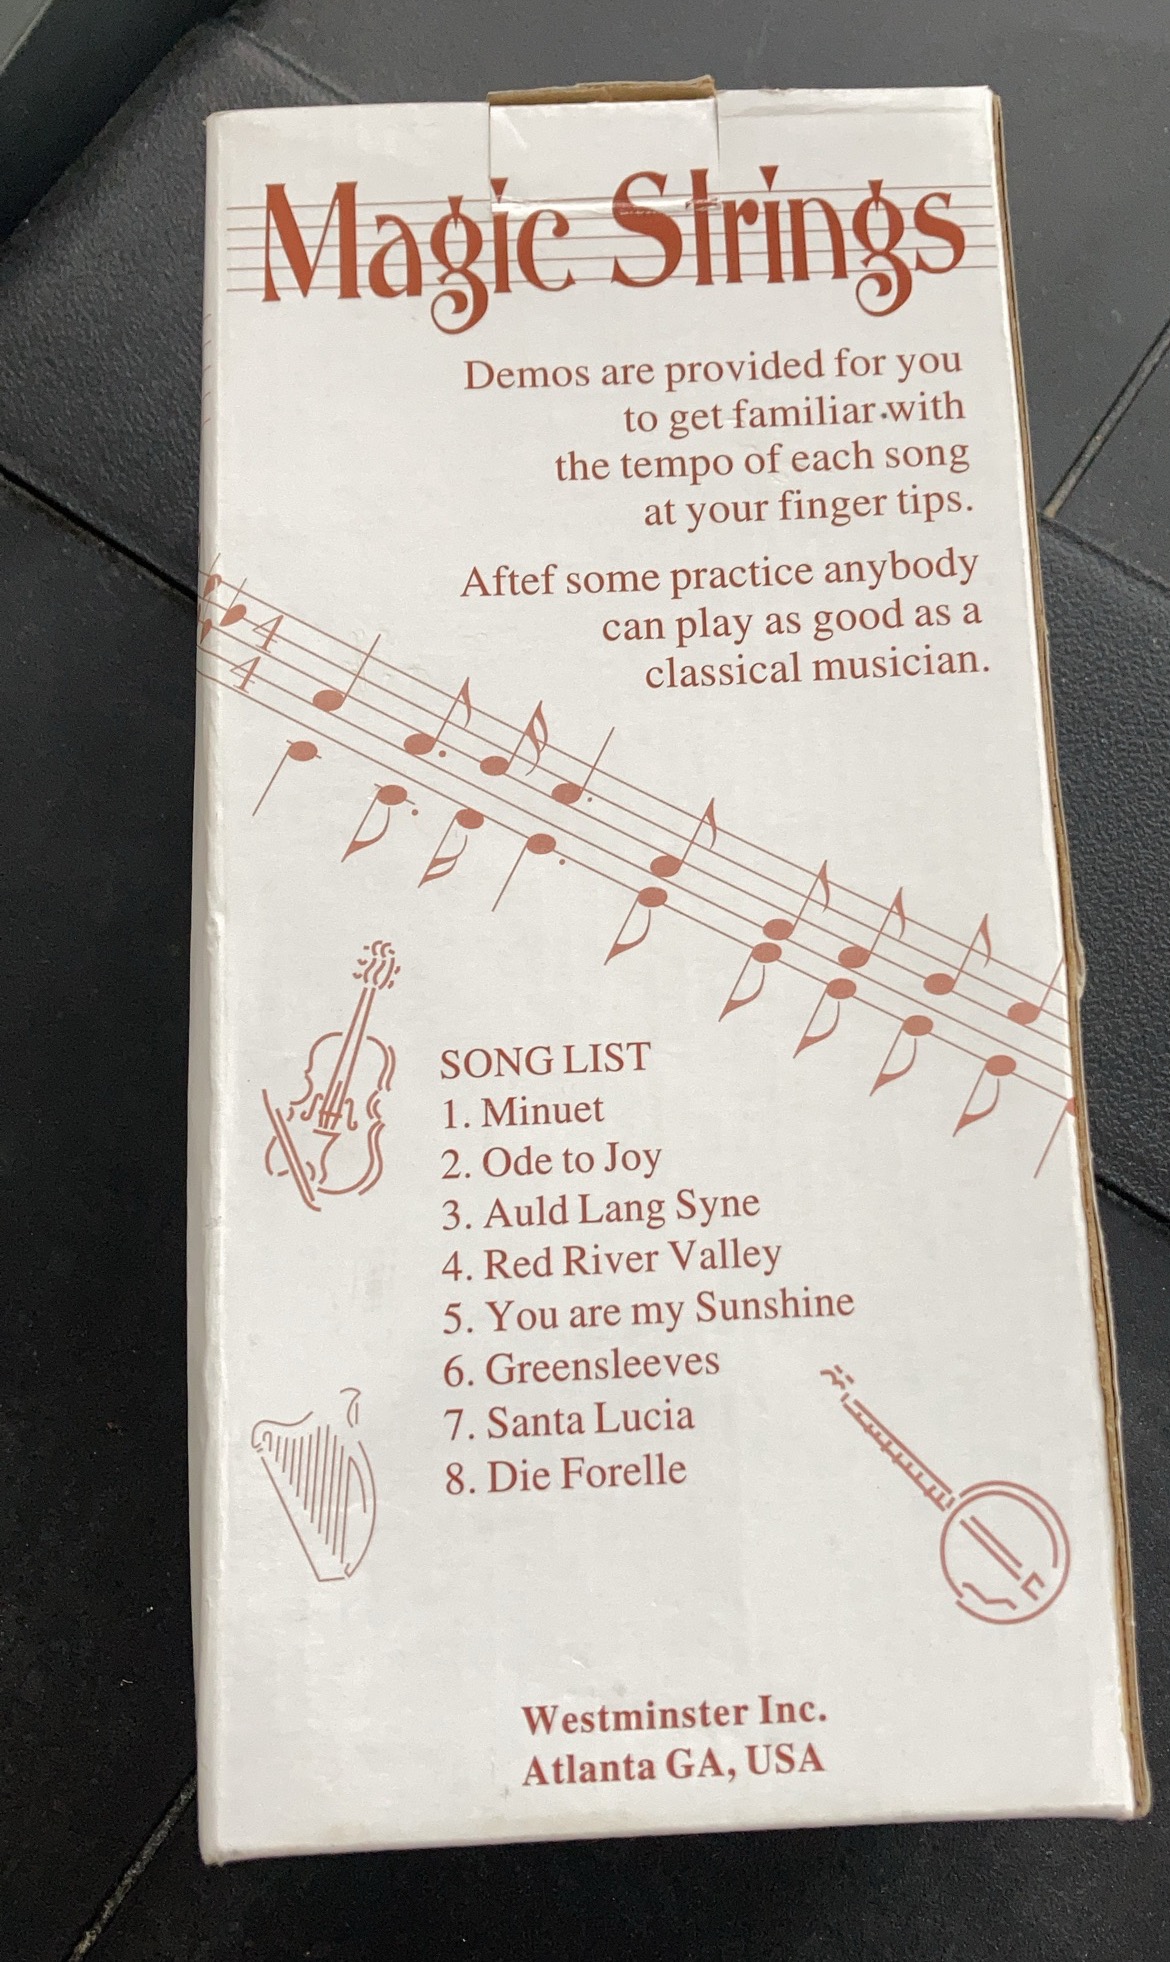 Magic Strings
Demos are provided for you
to get familiar with
the tempo of each song
at your finger tips.
Aftef some practice anybody
can play as good as a
classical musician.
4
4
SONG LIST
1. Minuet
2. Ode to Joy
3. Auld Lang Syne
4. Red River Valley
5. You are my Sunshine
6. Greensleeves
7. Santa Lucia
8. Die Forelle
Westminster Inc.
Atlanta GA, USA